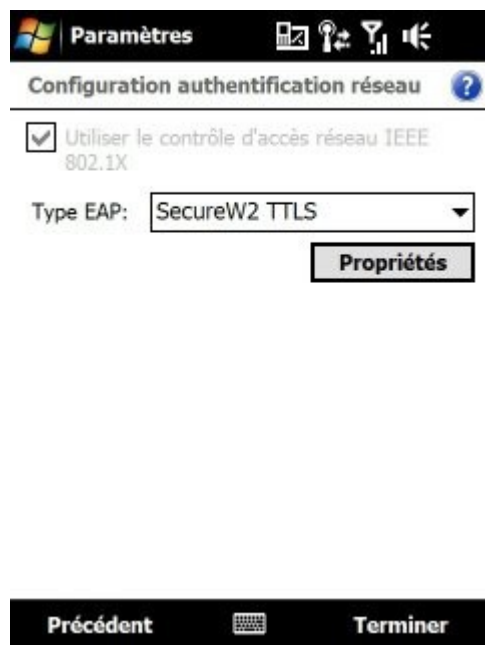 Paramètres
Configuration authentification réseau
Utiliser le contrôle d'accès réseau IEEE
802.1X
Type EAP: SecureW2 TTLS
Propriétés
Précédent Terminer